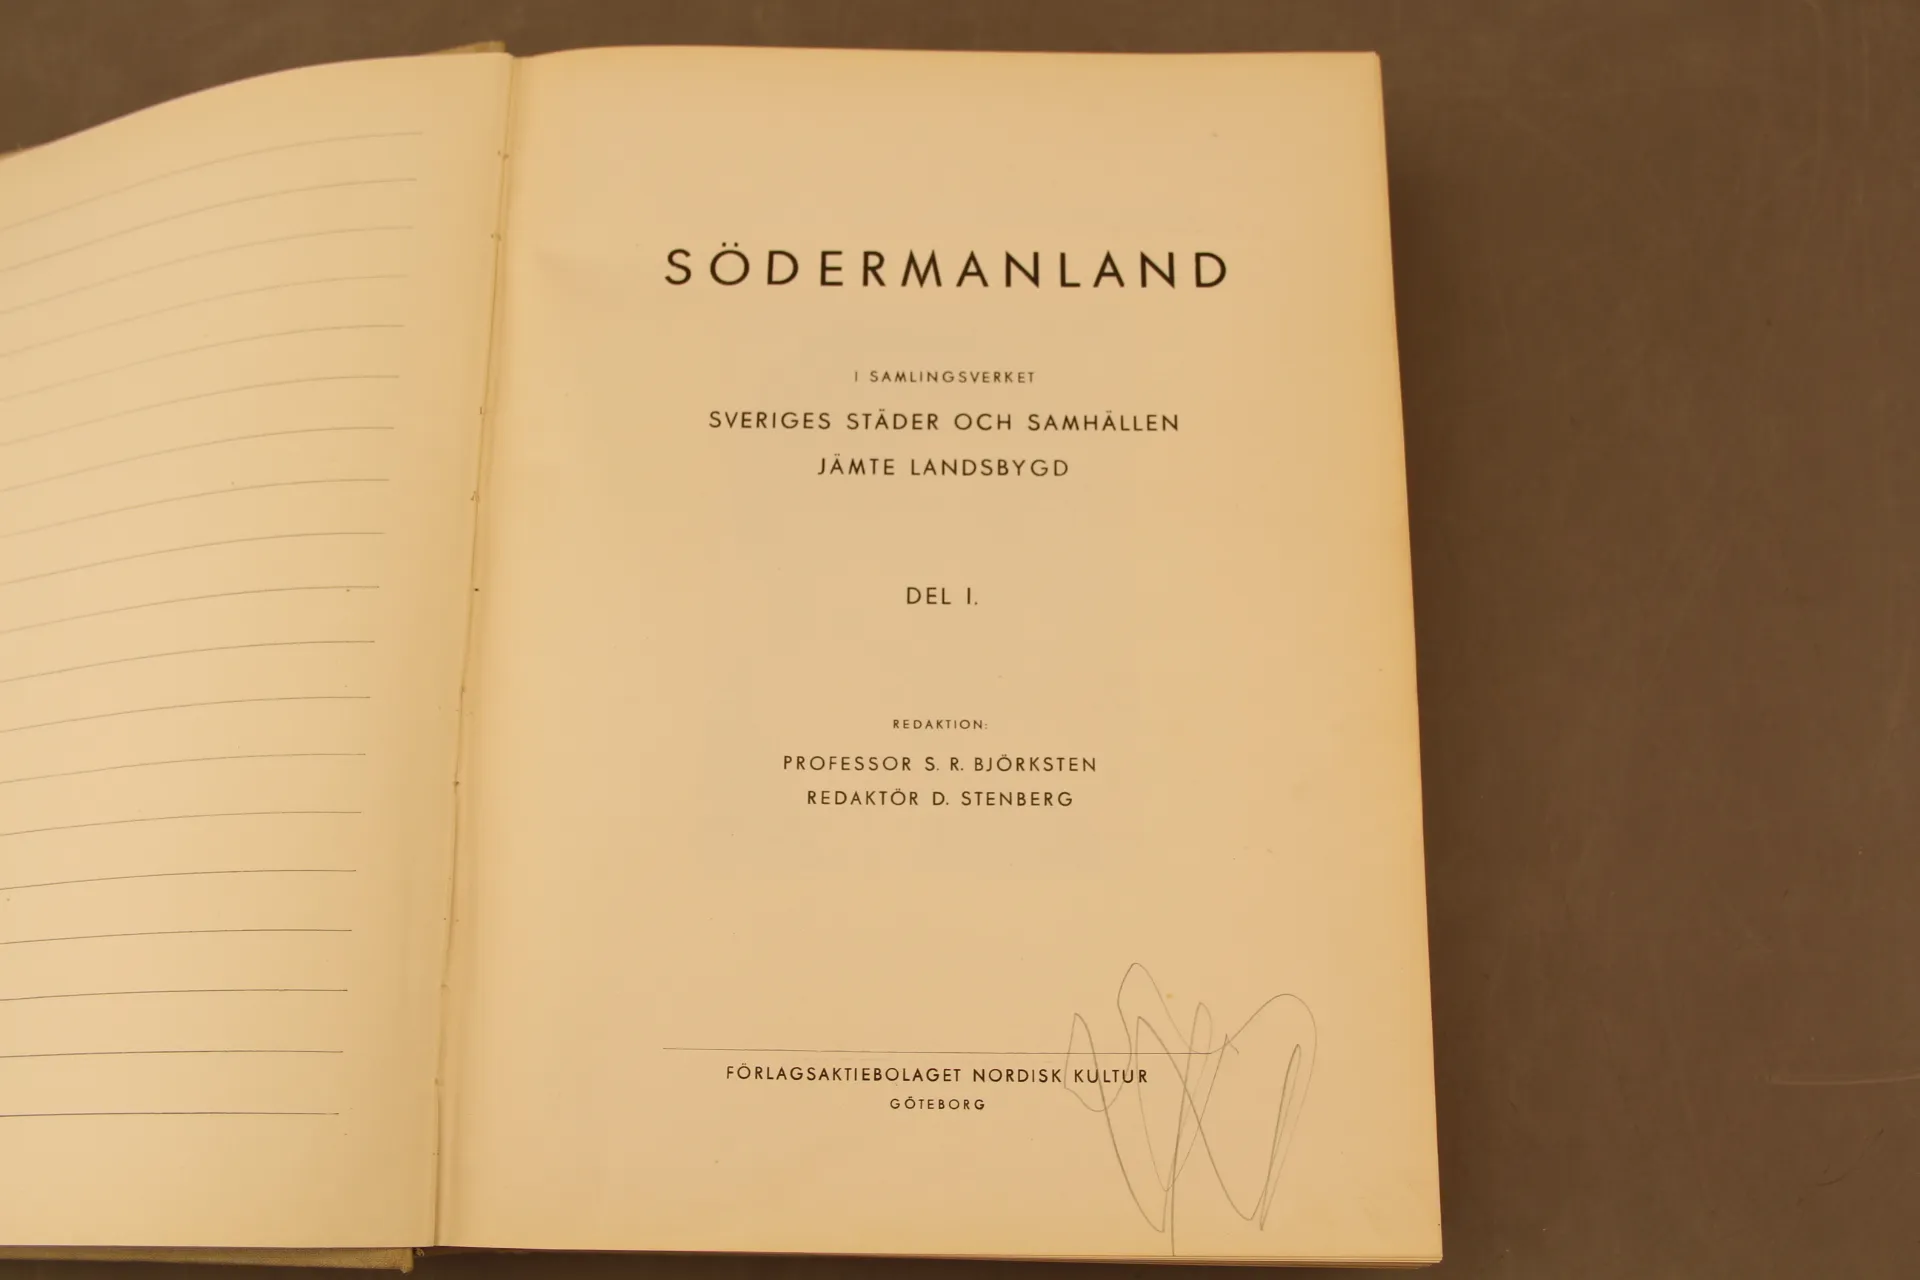 SÖDERMANLAND
I SAMLINGSVERKET
SVERIGES STÄDER OCH SAMHÄLLEN
JÄMTE LANDSBYGD
DEL I.
REDAKTION:
PROFESSOR S. R. BJÖRKSTEN
REDAKTÖR D. STENBERG
FÖRLAGSAKTIEBOLAGET NORDISK KULTUR
GÖTEBORG